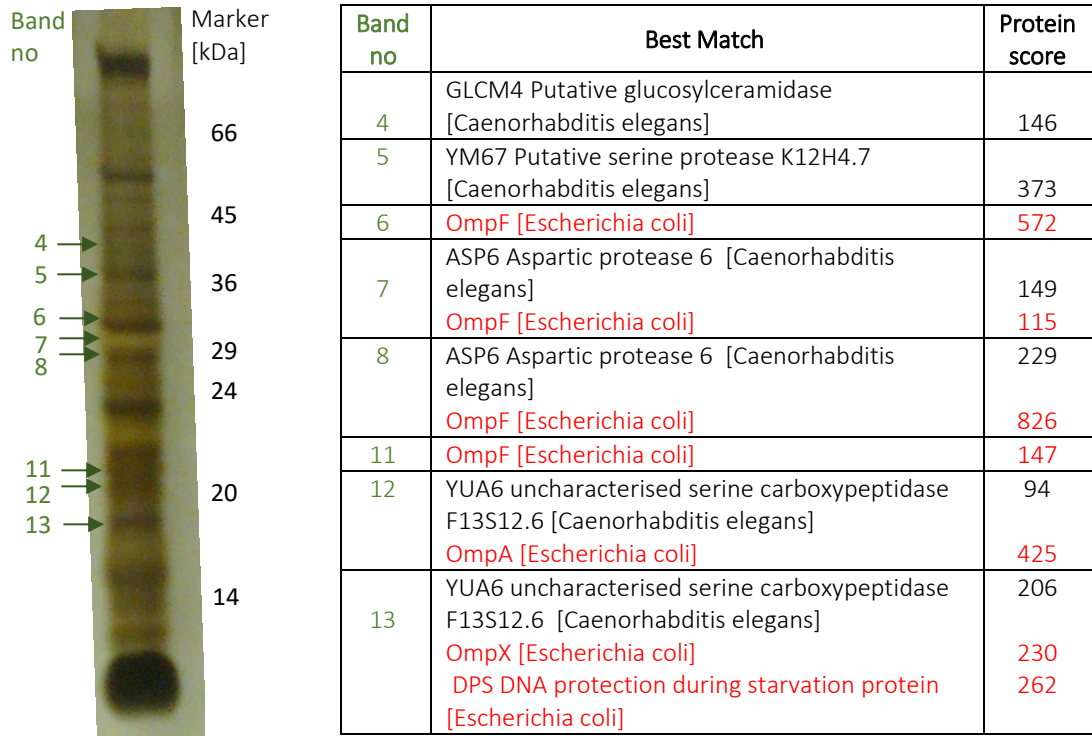 Band
no
Marker
[kDa]
66
45
36
29
24
20
14
4
5
6
7
8
11
12
13
Band
no
Best Match
Protein
score
GLCM4 Putative glucosylceramidase
4 [Caenorhabditis elegans] 146
5 YM67 Putative serine protease K12H4.7
[Caenorhabditis elegans] 373
6 OmpF [Escherichia coli] 572
ASP6 Aspartic protease 6 [Caenorhabditis
7 elegans] 149
OmpF [Escherichia coli] 115
8 ASP6 Aspartic protease 6 [Caenorhabditis 229
elegans]
OmpF [Escherichia coli] 826
11 OmpF [Escherichia coli] 147
12 YUA6 uncharacterised serine carboxypeptidase 94
F13S12.6 [Caenorhabditis elegans]
OmpA [Escherichia coli] 425
YUA6 uncharacterised serine carboxypeptidase 206
13 F13S12.6 [Caenorhabditis elegans]
OmpX [Escherichia coli] 230
DPS DNA protection during starvation protein 262
[Escherichia coli]